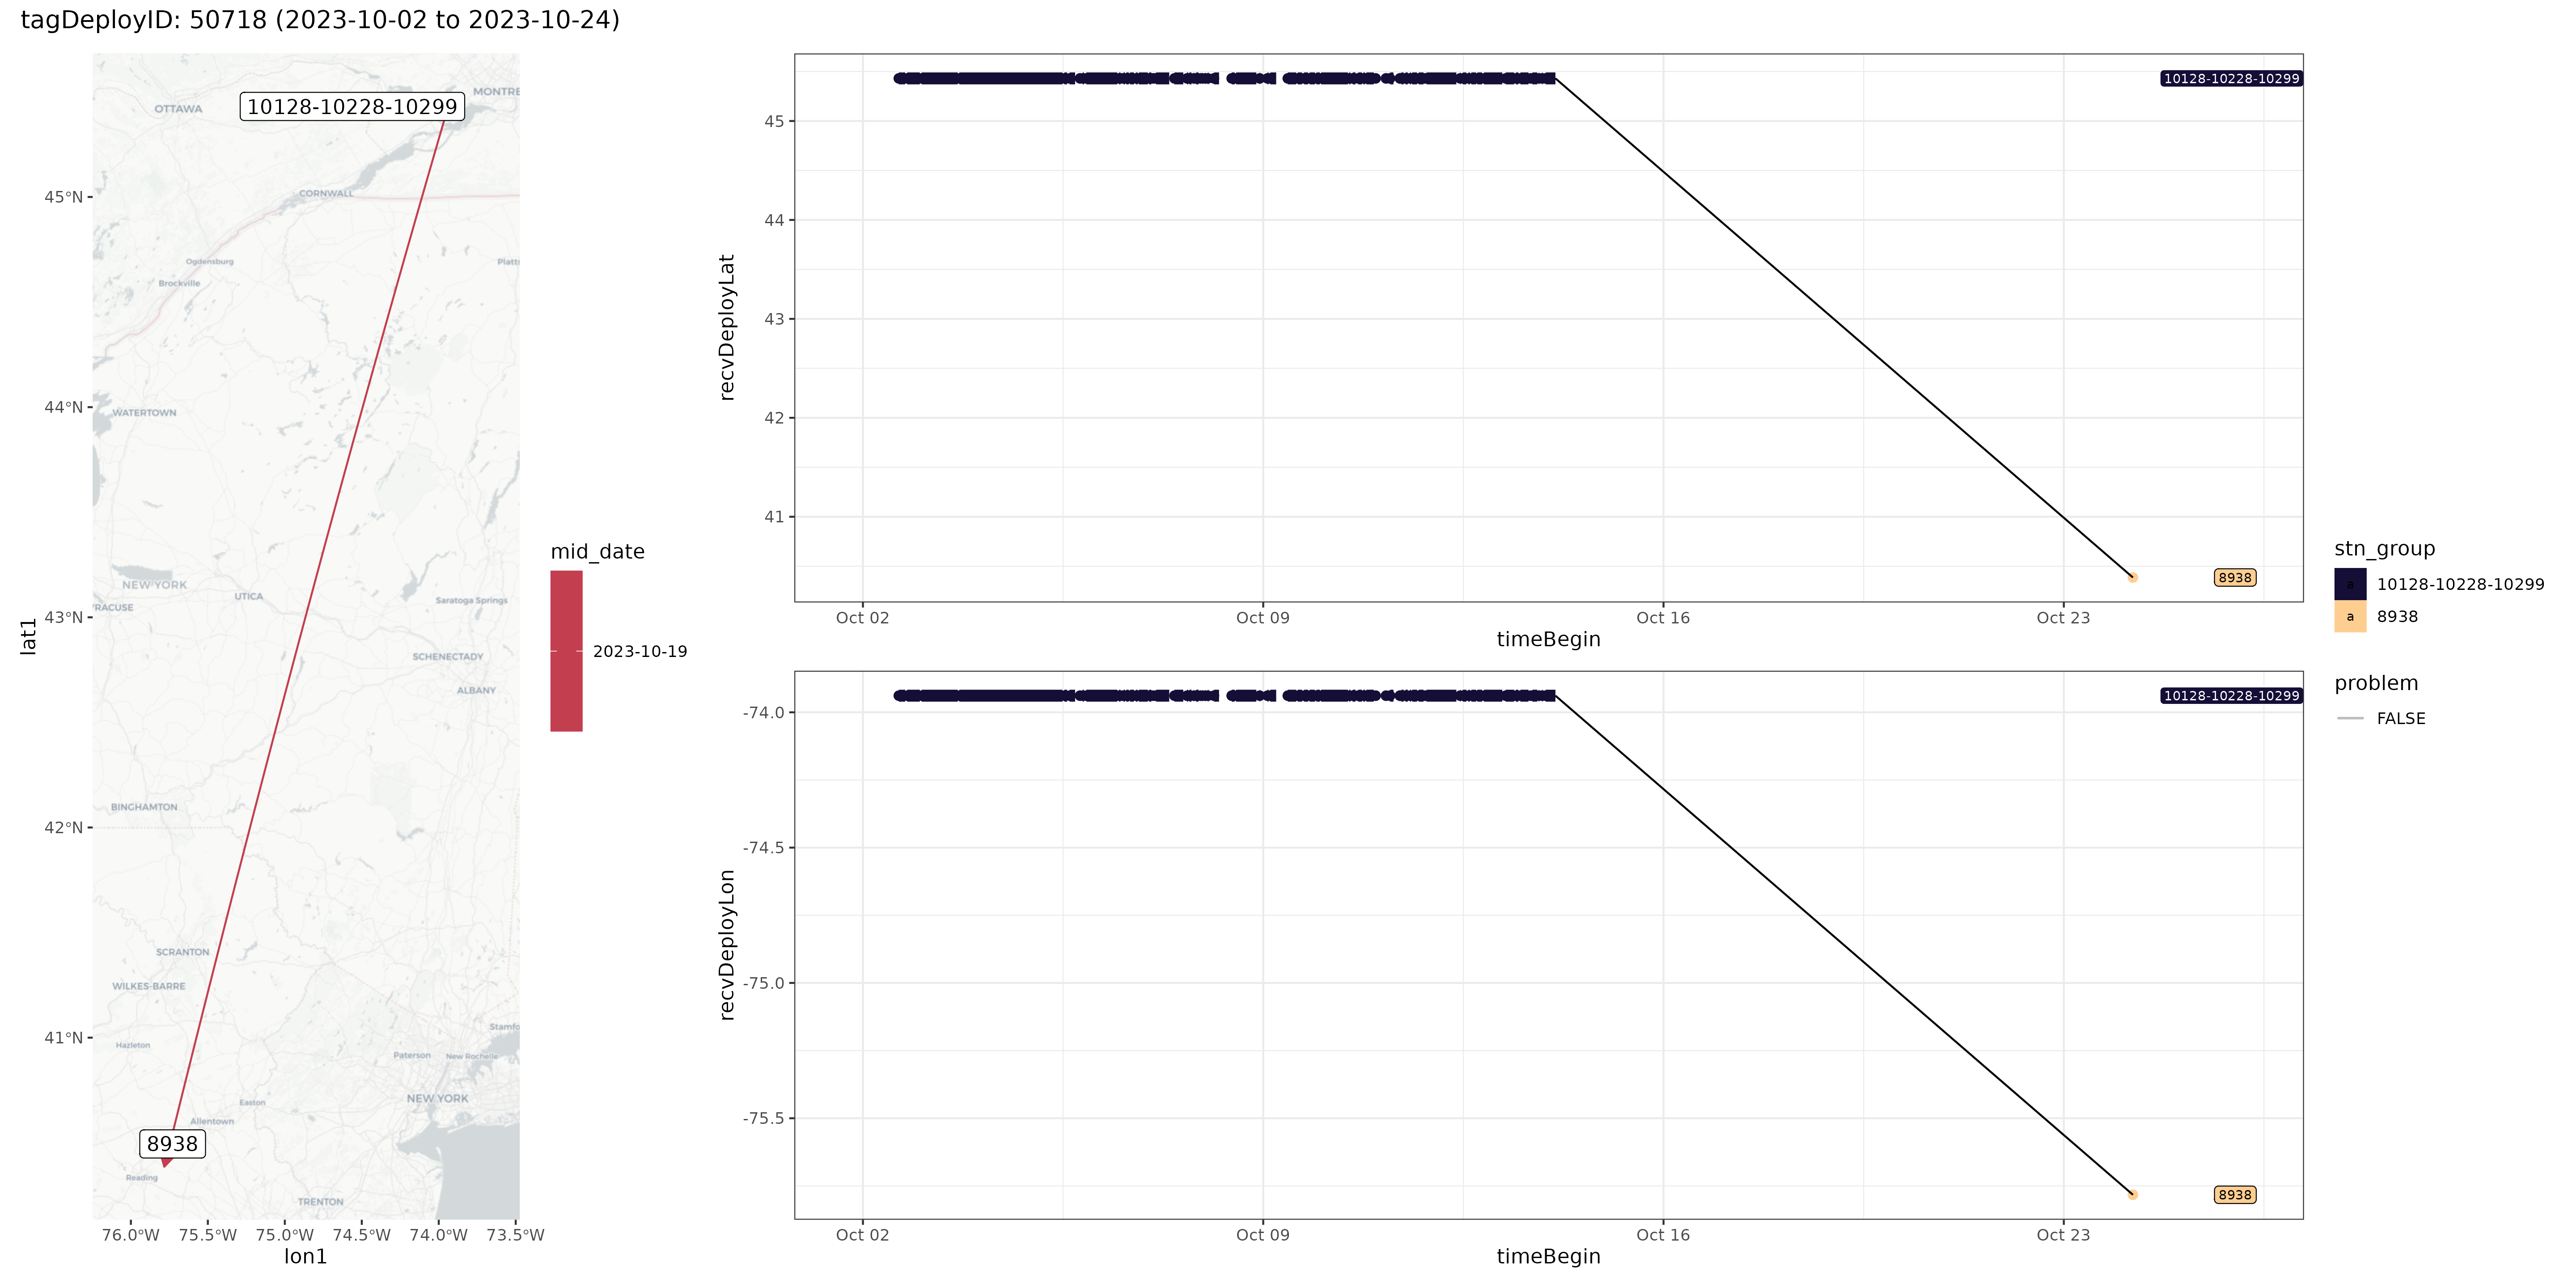 tagDeployID: 50718 (2023-10-02 to 2023-10-24)
10128-10228-10299
OTTAWA
MONTRE
CORNWALL
Ogdensburg
Platts
Brockville
WATERTOWN
NEW YORK
UTICA
Saratoga Springs
RACUSE
SCHENECTADY
ALBANY
BINGHAMTON
SCRANTON
WILKES-BARRE
Stamfo
Hazleton
Paterson
New Rochelle
NEW YORK
Easton
Allentown
8938
Reading
TRENTON
45°N
44°N
43°N
42°N
41°N
lat1
76.0°W 75.5°W 75.0°W 74.5°W 74.0°W 73.5°W
lon1
mid_date
2023-10-19
10128-10228-10299
45
44
43
42
41
recvDeployLat
8938
Oct 02 Oct 09 Oct 16 Oct 23
timeBegin
10128-10228-10299
-74.0
-74.5
-75.0
-75.5
recvDeployLon
8938
Oct 02 Oct 09 Oct 16 Oct 23
timeBegin
stn_group
a 10128-10228-10299
a 8938
problem
FALSE